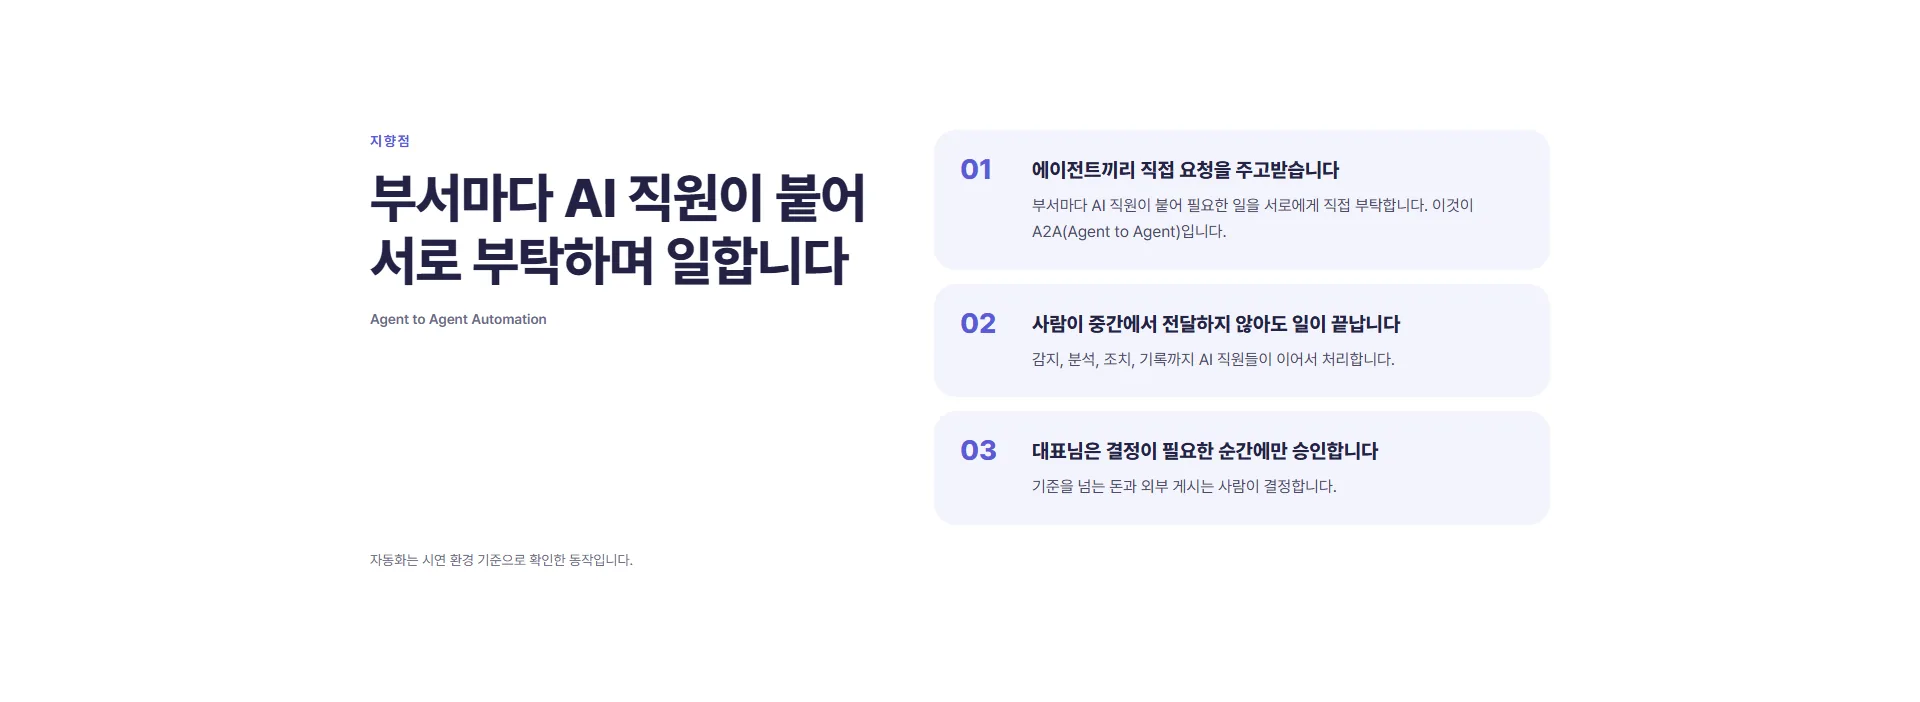 지향점
부서마다 AI 직원이 붙어
서로 부탁하며 일합니다
Agent to Agent Automation
01
에이전트끼리 직접 요청을 주고받습니다
부서마다 AI 직원이 붙어 필요한 일을 서로에게 직접 부탁합니다. 이것이
A2A(Agent to Agent)입니다.
02
사람이 중간에서 전달하지 않아도 일이 끝납니다
감지, 분석, 조치, 기록까지 AI 직원들이 이어서 처리합니다.
03
대표님은 결정이 필요한 순간에만 승인합니다
기준을 넘는 돈과 외부 게시는 사람이 결정합니다.
자동화는 시연 환경 기준으로 확인한 동작입니다.